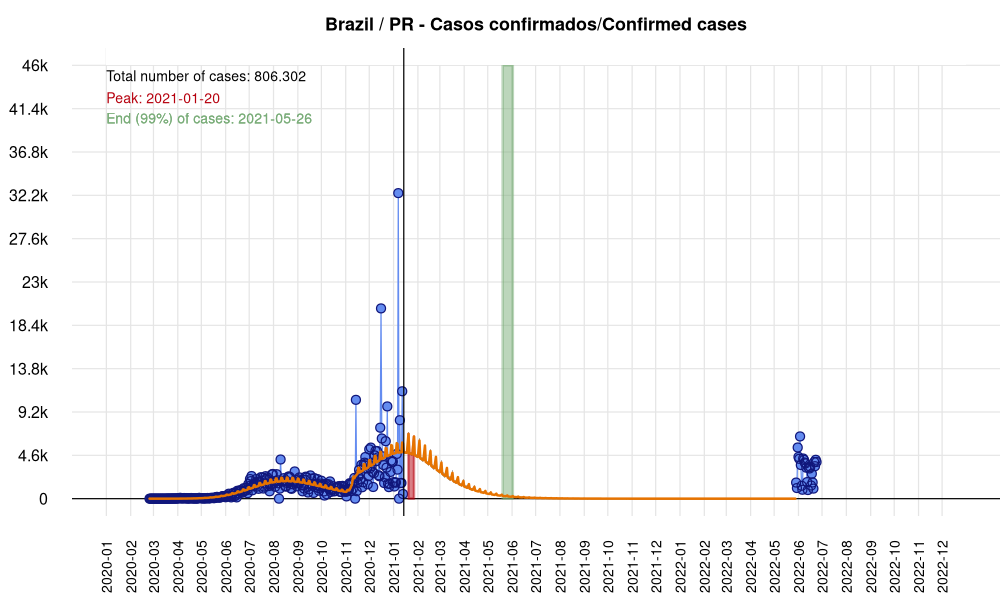 Brazil / PR - Casos confirmados/Confirmed cases
46k
Total number of cases: 806.302
Peak: 2021-01-20
End (99%) of cases: 2021-05-26
41.4k
36.8k
32.2k
27.6k
23k
18.4k
13.8k
9.2k
4.6k
0
2020-01
2020-02
2020-03
2020-04
2020-05
2020-06
2020-07
2020-08
2020-09
2020-10
2020-11
2020-12
2021-01
2021-02
2021-03
2021-04
2021-05
2021-06
2021-07
2021-08
2021-09
2021-10
2021-11
2021-12
2022-01
2022-02
2022-03
2022-04
2022-05
2022-06
2022-07
2022-08
2022-09
2022-10
2022-11
2022-12